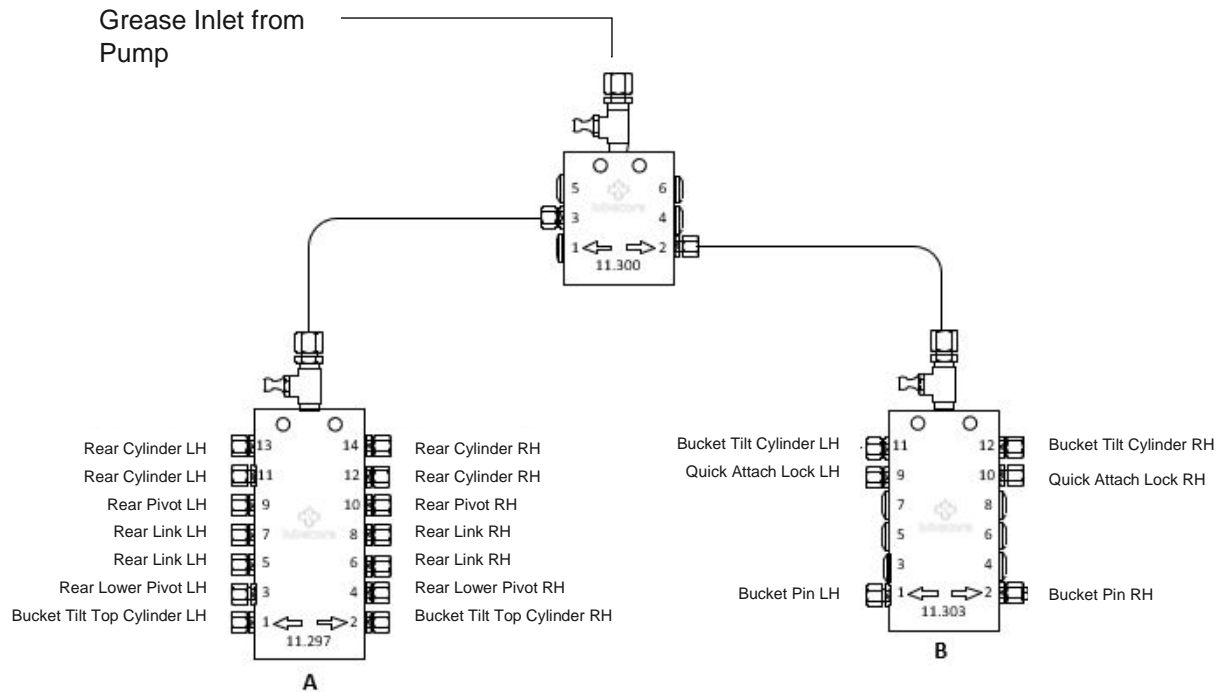 Grease Inlet from
Pump
5 6
3 4
1 2
11.300
Rear Cylinder LH 13 14 Rear Cylinder RH
Rear Cylinder LH 11 12 Rear Cylinder RH
Rear Pivot LH 9 10 Rear Pivot RH
Rear Link LH 7 8 Rear Link RH
Rear Link LH 5 6 Rear Link RH
Rear Lower Pivot LH 3 4 Rear Lower Pivot RH
Bucket Tilt Top Cylinder LH 1 2 Bucket Tilt Top Cylinder RH
11.297
A
Bucket Tilt Cylinder LH 11 12 Bucket Tilt Cylinder RH
Quick Attach Lock LH 9 10 Quick Attach Lock RH
7 8
5 6
3 4
Bucket Pin LH 1 2 Bucket Pin RH
11.303
B